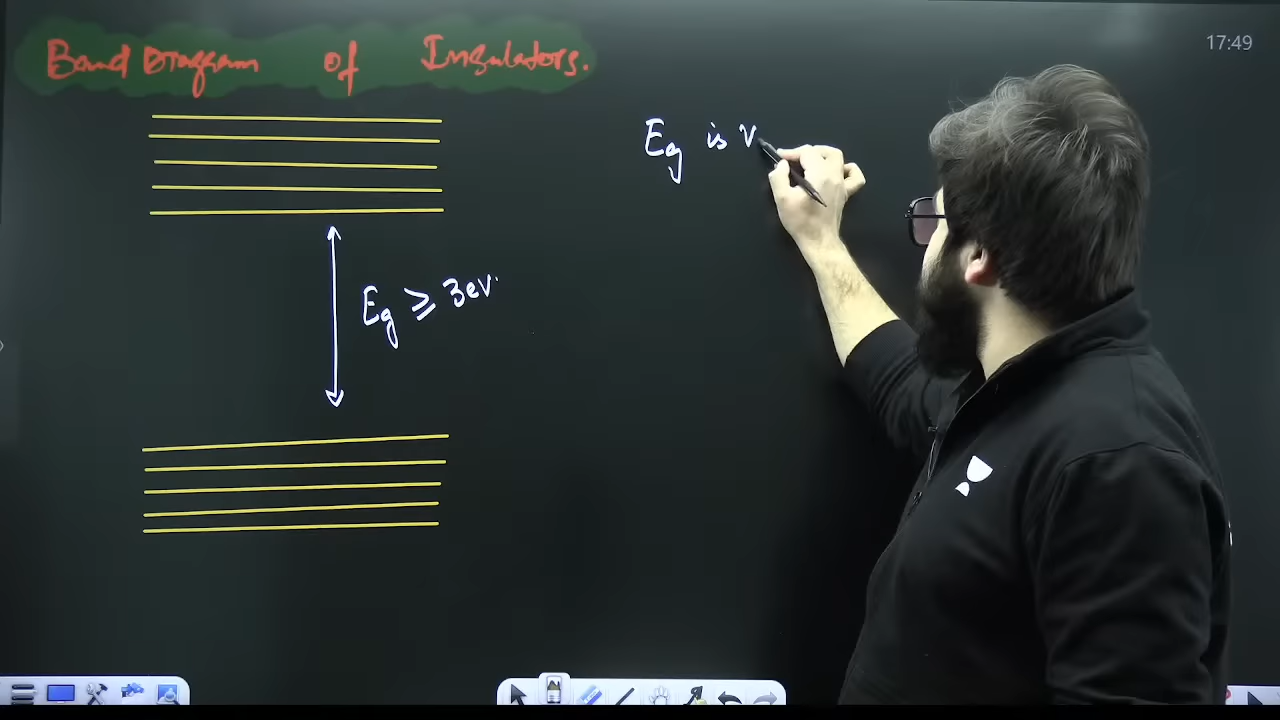 Band Diagram of Insulators.
17:49
Eg is v
Eg ≥ 3eV.